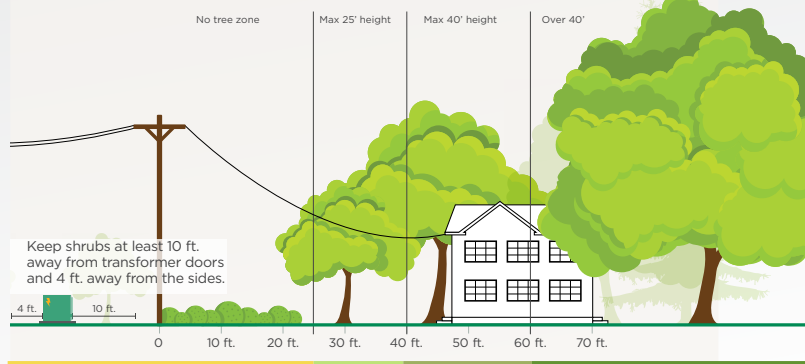 No tree zone
Max 25' height
Max 40' height
Over 40'
Keep shrubs at least 10 ft.
away from transformer doors
and 4 ft. away from the sides.
4 ft.
10 ft.
0
10 ft.
20 ft.
30 ft.
40 ft.
50 ft.
60 ft.
70 ft.